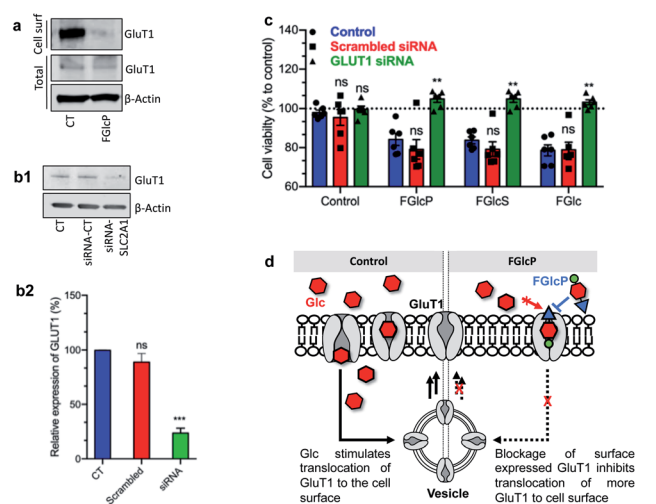 a
Cell surf
GluT1
Total
GluT1
β-Actin
CT
FGlcP
b1
GluT1
β-Actin
CT
siRNA-CT
siRNA-
SLC2A1
b2
Relative expression of GLUT1 (%)
150
100
50
0
ns
***
CT
Scrambled
siRNA
c
Control
Scrambled siRNA
GLUT1 siRNA
Cell viability (% to control)
140
120
100
80
60
ns
ns
**
ns
**
ns
**
ns
Control
FGlcP
FGlcS
FGlc
d
Control
FGlcP
Glc
GluT1
FGlcP
Glc stimulates
translocation of
GluT1 to the cell
surface
Vesicle
Blockage of surface
expressed GluT1 inhibits
translocation of more
GluT1 to cell surface